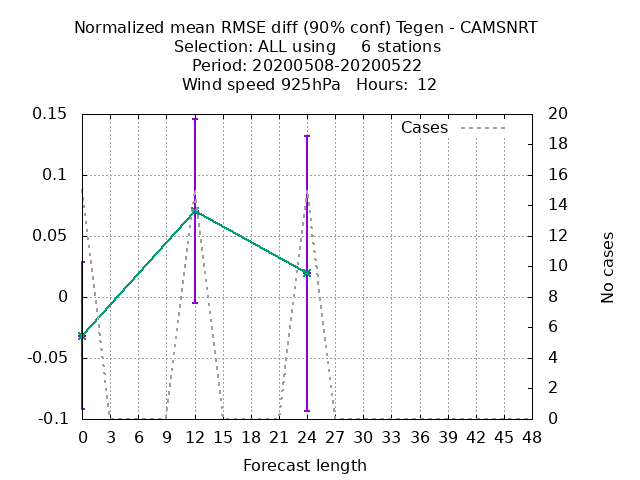 Normalized mean RMSE diff (90% conf) Tegen - CAMSNRT
Selection: ALL using     6 stations
Period: 20200508-20200522
Wind speed 925hPa   Hours:  12
Cases
0.15
0.1
0.05
0
-0.05
-0.1
20
18
16
14
12
10
8
6
4
2
0
No cases
0 3 6 9 12 15 18 21 24 27 30 33 36 39 42 45 48
Forecast length